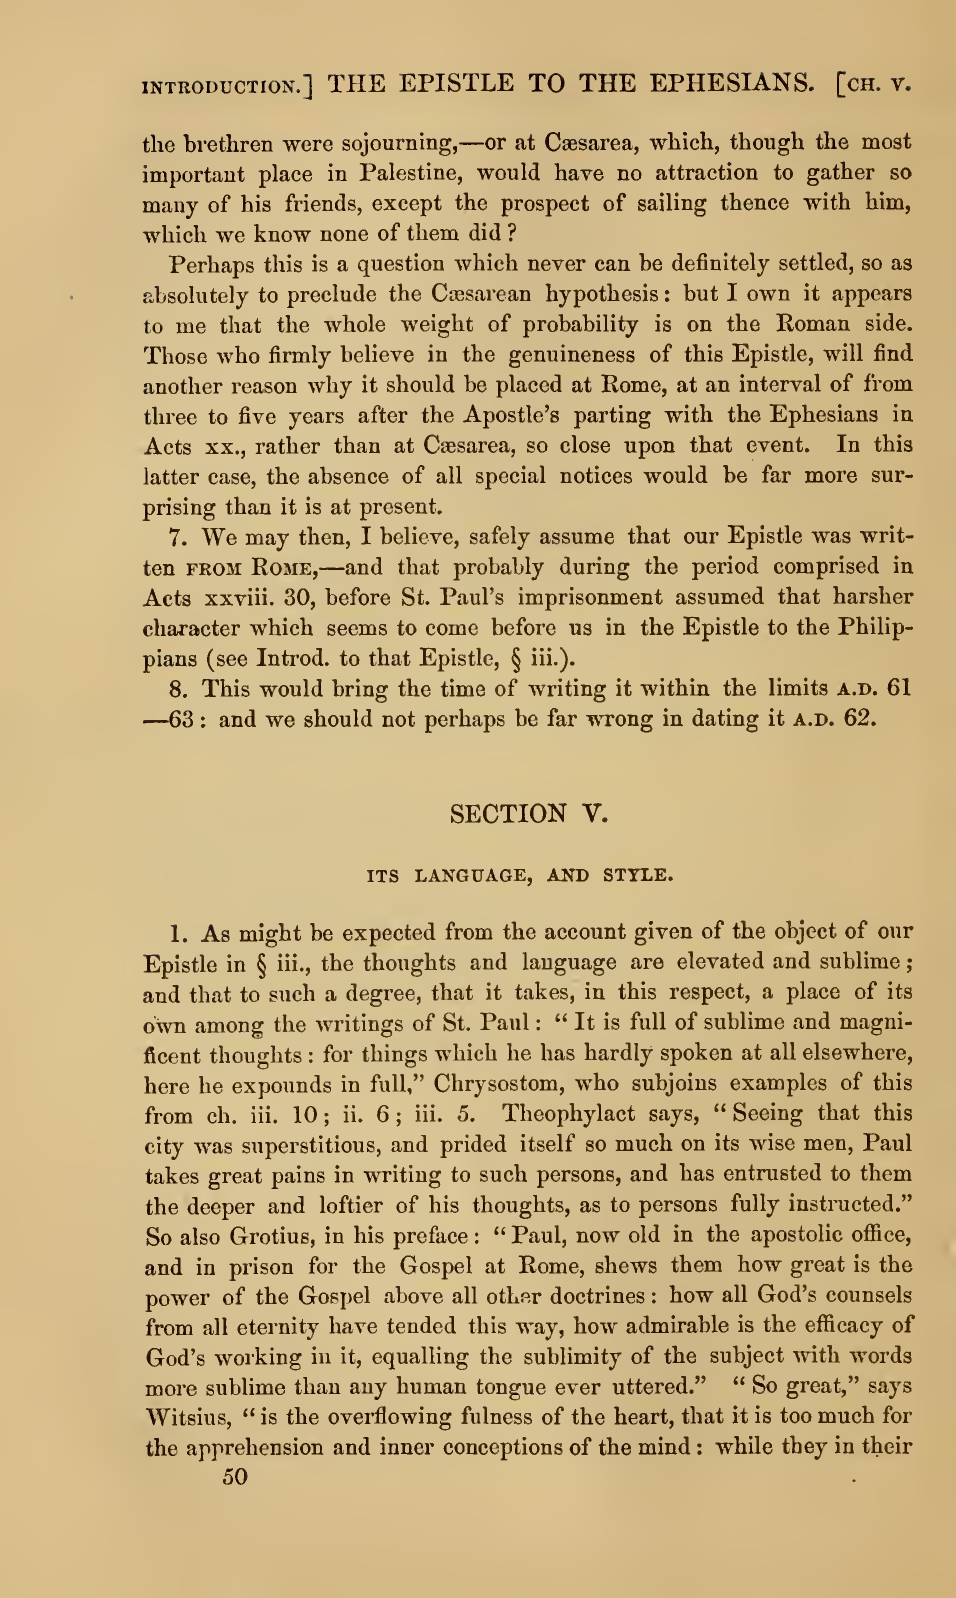 INTRODUCTION.] THE EPISTLE TO THE EPHESIANS. [CH. V.
the brethren were sojourning,—or at Cæsarea, which, though the most
important place in Palestine, would have no attraction to gather so
many of his friends, except the prospect of sailing thence with him,
which we know none of them did ?
Perhaps this is a question which never can be definitely settled, so as
absolutely to preclude the Cæsarean hypothesis : but I own it appears
to me that the whole weight of probability is on the Roman side.
Those who firmly believe in the genuineness of this Epistle, will find
another reason why it should be placed at Rome, at an interval of from
three to five years after the Apostle’s parting with the Ephesians in
Acts xx., rather than at Cæsarea, so close upon that event. In this
latter case, the absence of all special notices would be far more sur-
prising than it is at present.
7. We may then, I believe, safely assume that our Epistle was writ-
ten FROM ROME,—and that probably during the period comprised in
Acts xxviii. 30, before St. Paul’s imprisonment assumed that harsher
character which seems to come before us in the Epistle to the Philip-
pians (see Introd. to that Epistle, § iii.).
8. This would bring the time of writing it within the limits A.D. 61
—63 : and we should not perhaps be far wrong in dating it A.D. 62.
SECTION V.
ITS LANGUAGE, AND STYLE.
1. As might be expected from the account given of the object of our
Epistle in § iii., the thoughts and language are elevated and sublime ;
and that to such a degree, that it takes, in this respect, a place of its
own among the writings of St. Paul : “ It is full of sublime and magni-
ficent thoughts : for things which he has hardly spoken at all elsewhere,
here he expounds in full,” Chrysostom, who subjoins examples of this
from ch. iii. 10 ; ii. 6 ; iii. 5. Theophylact says, “ Seeing that this
city was superstitious, and prided itself so much on its wise men, Paul
takes great pains in writing to such persons, and has entrusted to them
the deeper and loftier of his thoughts, as to persons fully instructed.”
So also Grotius, in his preface : “ Paul, now old in the apostolic office,
and in prison for the Gospel at Rome, shews them how great is the
power of the Gospel above all other doctrines : how all God’s counsels
from all eternity have tended this way, how admirable is the efficacy of
God’s working in it, equalling the sublimity of the subject with words
more sublime than any human tongue ever uttered.” “ So great,” says
Witsius, “ is the overflowing fulness of the heart, that it is too much for
the apprehension and inner conceptions of the mind : while they in their
50